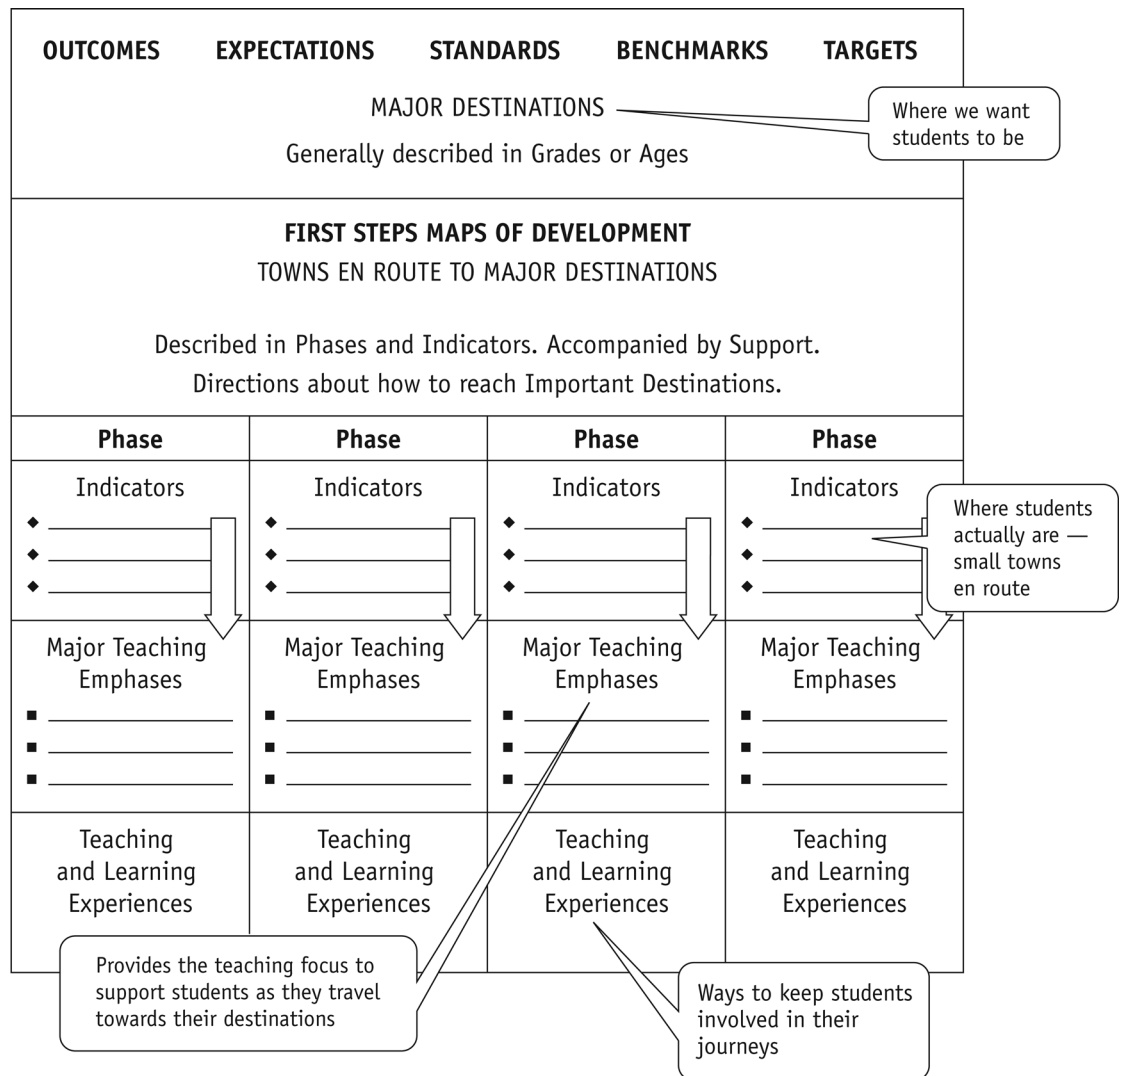 OUTCOMES EXPECTATIONS STANDARDS BENCHMARKS TARGETS
MAJOR DESTINATIONS
Where we want
students to be
Generally described in Grades or Ages
FIRST STEPS MAPS OF DEVELOPMENT
TOWNS EN ROUTE TO MAJOR DESTINATIONS
Described in Phases and Indicators. Accompanied by Support.
Directions about how to reach Important Destinations.
Phase Phase Phase Phase
Indicators Indicators Indicators Indicators
Where students
actually are —
small towns
en route
Major Teaching
Emphases
Major Teaching
Emphases
Major Teaching
Emphases
Major Teaching
Emphases
Teaching
and Learning
Experiences
Teaching
and Learning
Experiences
Teaching
and Learning
Experiences
Teaching
and Learning
Experiences
Provides the teaching focus to
support students as they travel
towards their destinations
Ways to keep students
involved in their
journeys